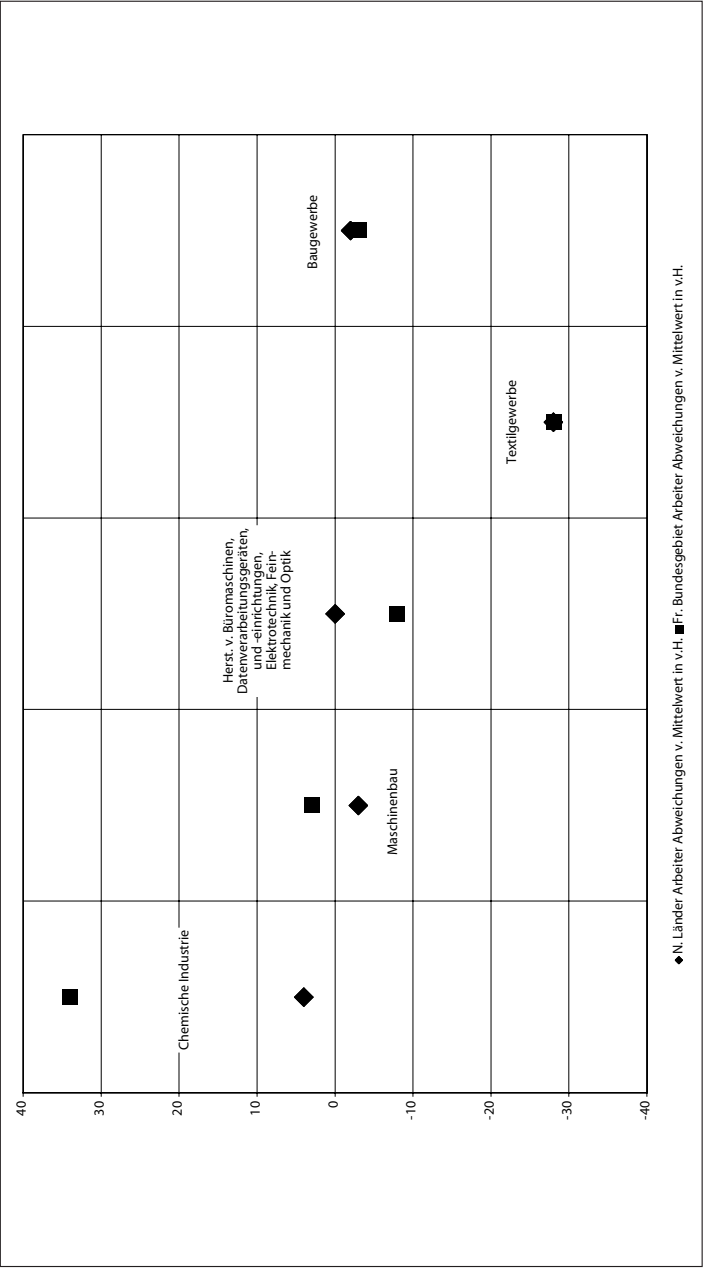 40
30
20
10
0
-10
-20
-30
-40
Chemische Industrie
Maschinenbau
Herst. v. Büromaschinen,
Datenverarbeitungsgeräten,
und -einrichtungen,
Elektrotechnik, Fein-
mechanik und Optik
Textilgewerbe
Baugewerbe
◆N. Länder Arbeiter Abweichungen v. Mittelwert in v.H. ■Fr. Bundesgebiet Arbeiter Abweichungen v. Mittelwert in v.H.